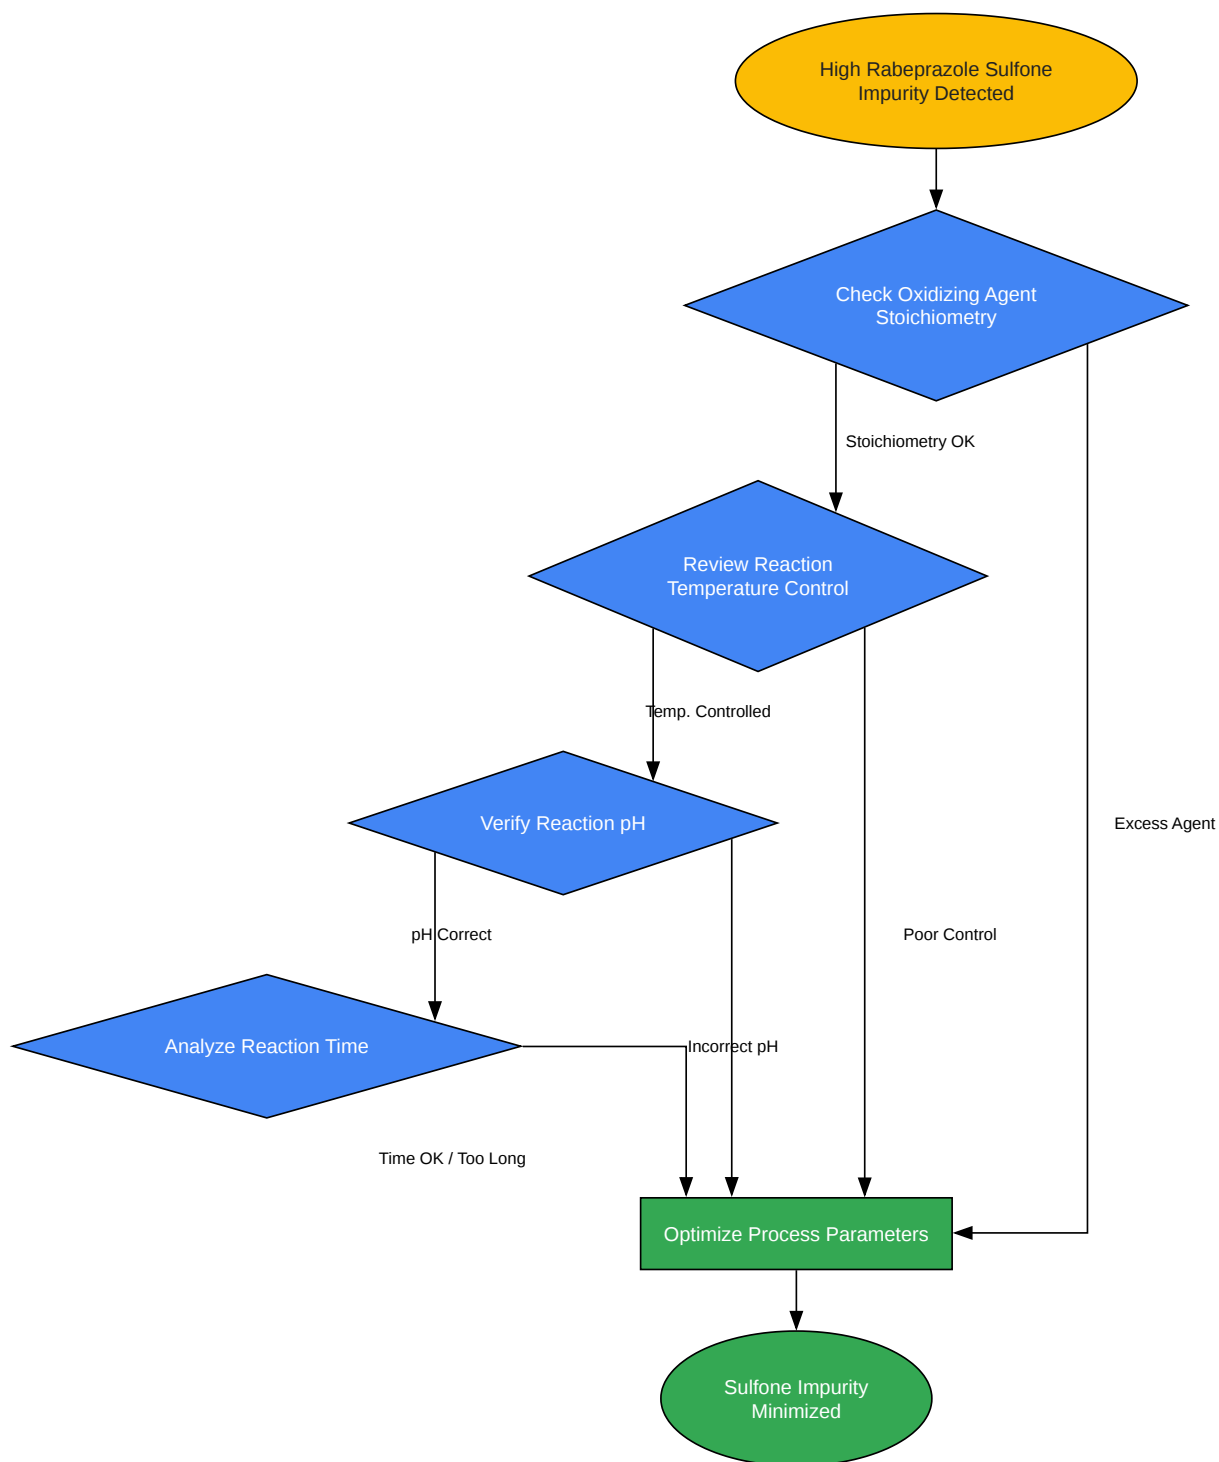 High Rabeprazole Sulfone
Impurity Detected
Check Oxidizing Agent
Stoichiometry
Stoichiometry OK
Review Reaction
Temperature Control
Temp. Controlled
Verify Reaction pH
Excess Agent
pH Correct
Poor Control
Analyze Reaction Time
Incorrect pH
Time OK / Too Long
Optimize Process Parameters
Sulfone Impurity
Minimized